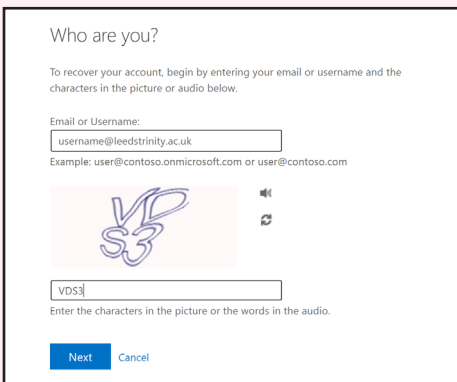 Who are you?
To recover your account, begin by entering your email or username and the
characters in the picture or audio below.
Email or Username:
username@leedstrinity.ac.uk
Example: user@contoso.onmicrosoft.com or user@contoso.com
VD
S3
VDS3
Enter the characters in the picture or the words in the audio.
Next Cancel